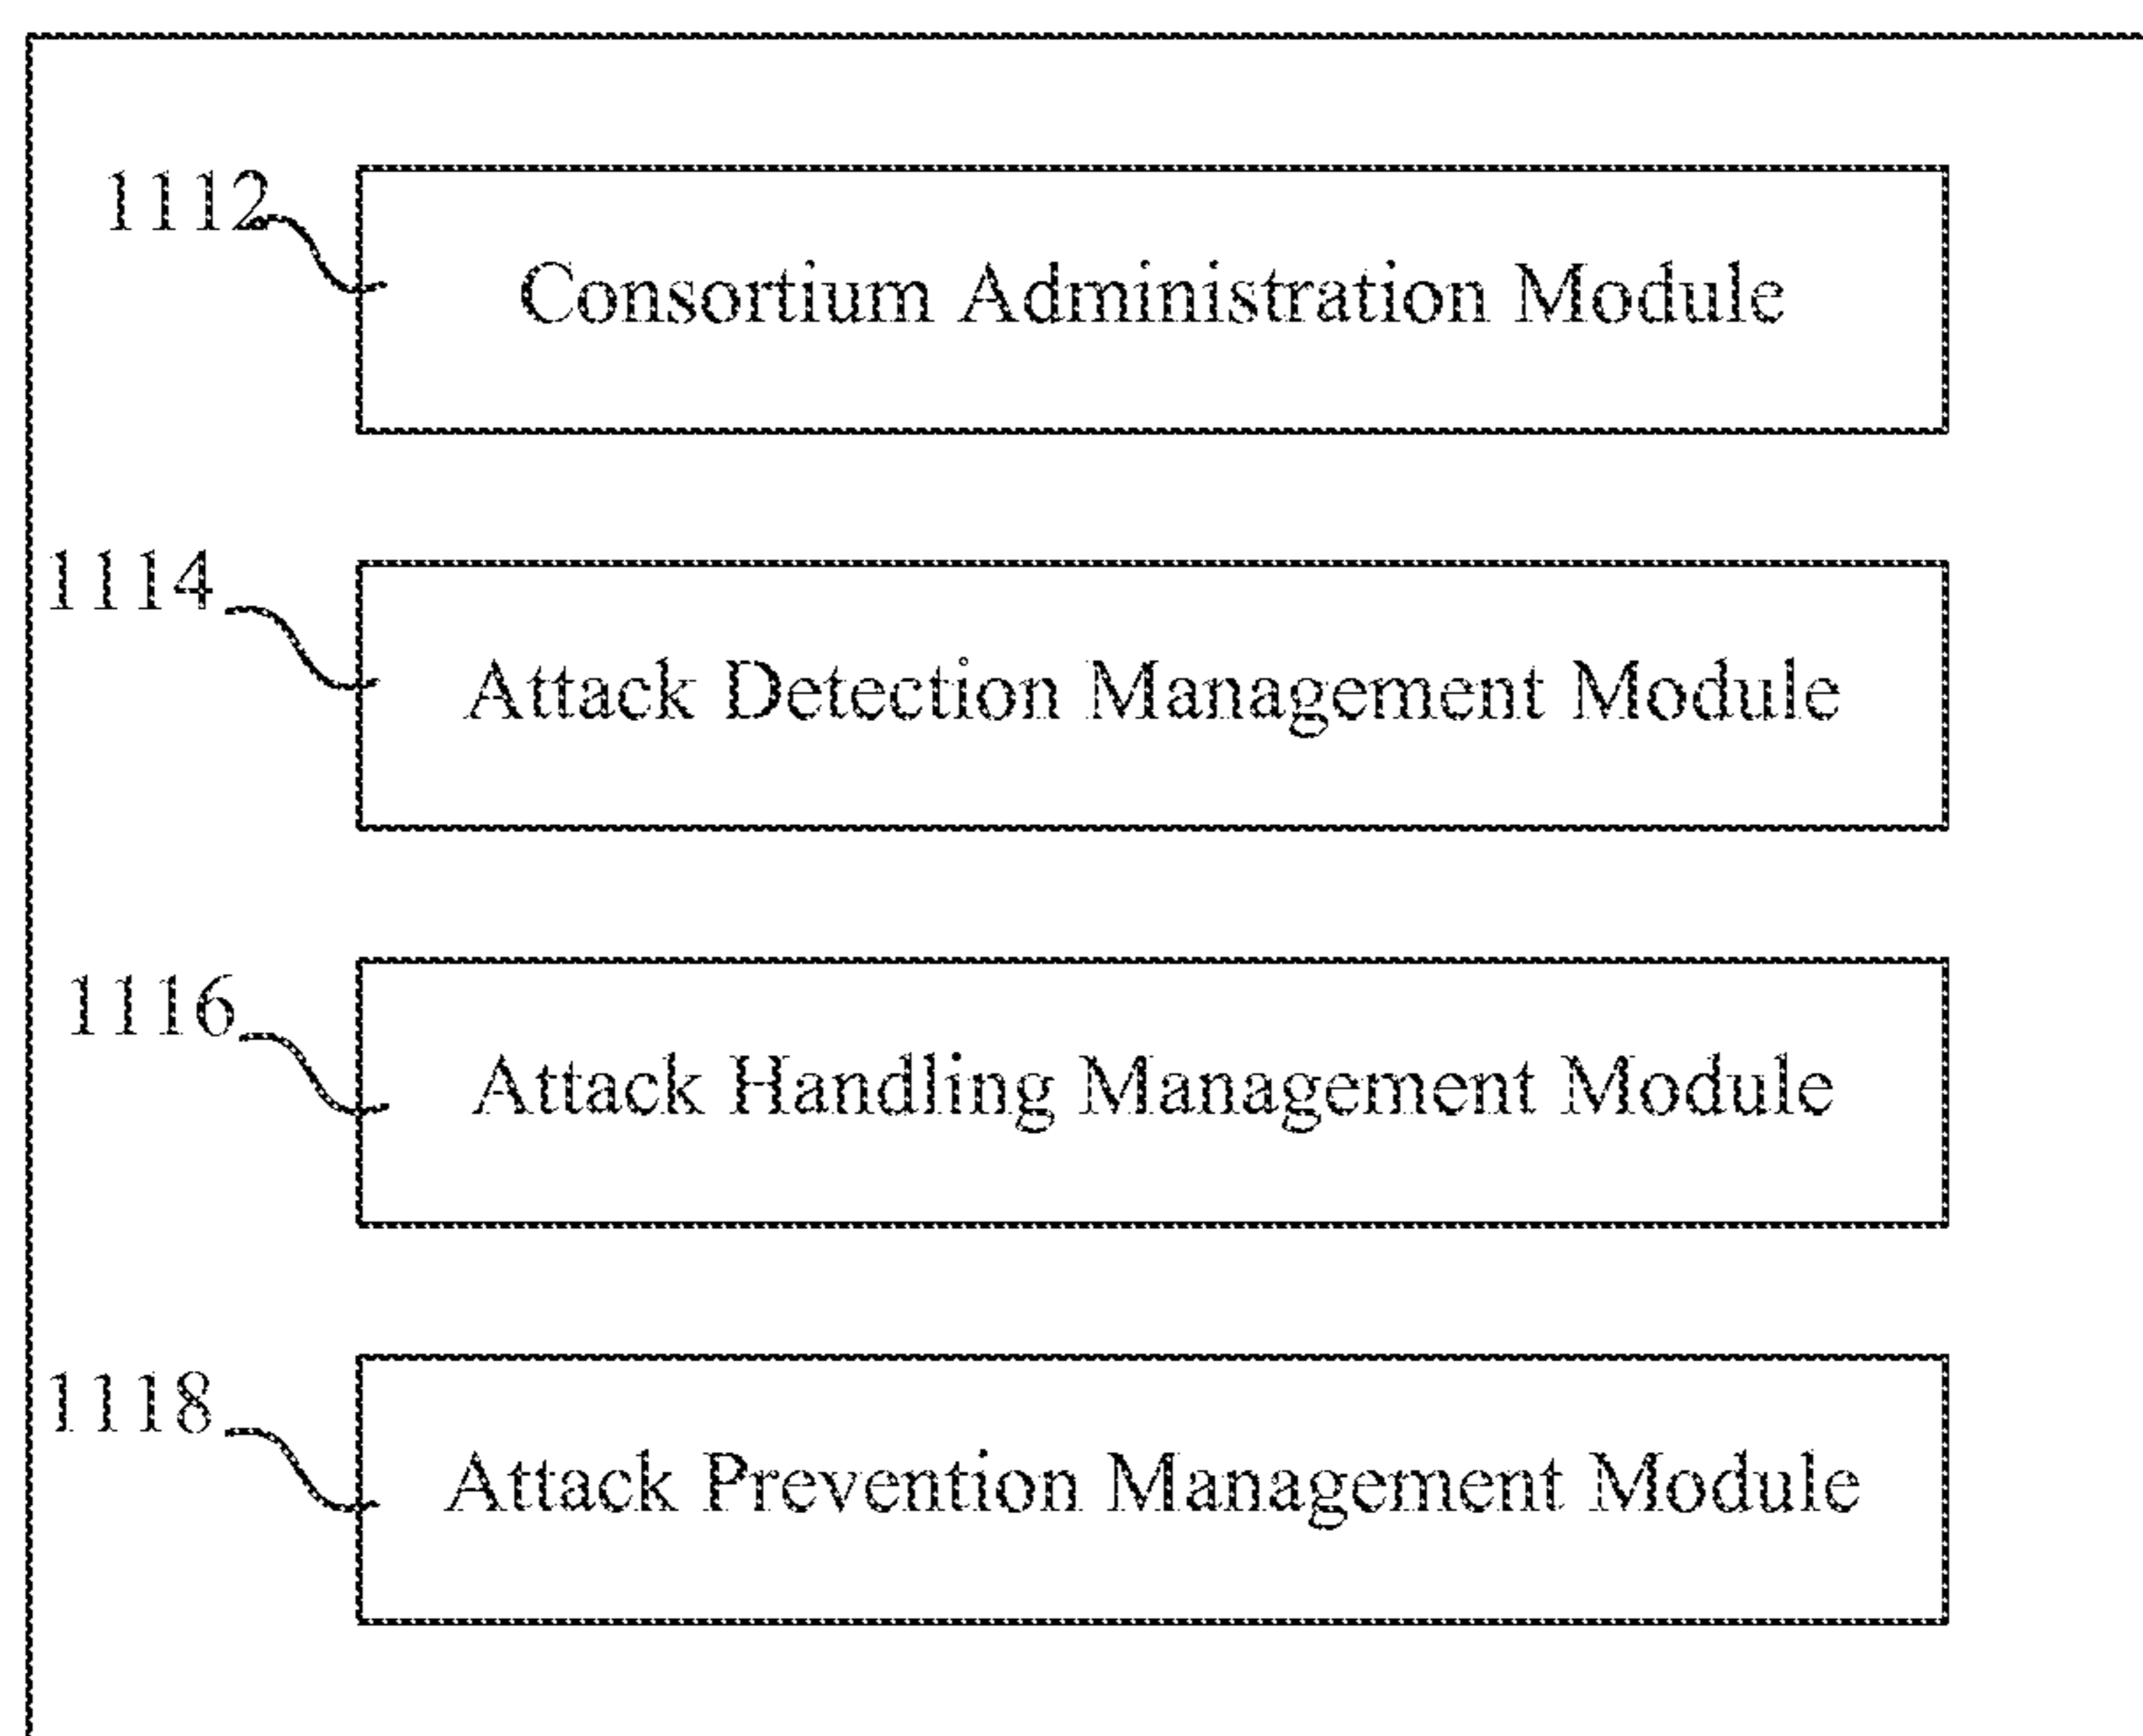 1112
Consortium Administration Module
1114
Attack Detection Management Module
1116
Attack Handling Management Module
1118
Attack Prevention Management Module